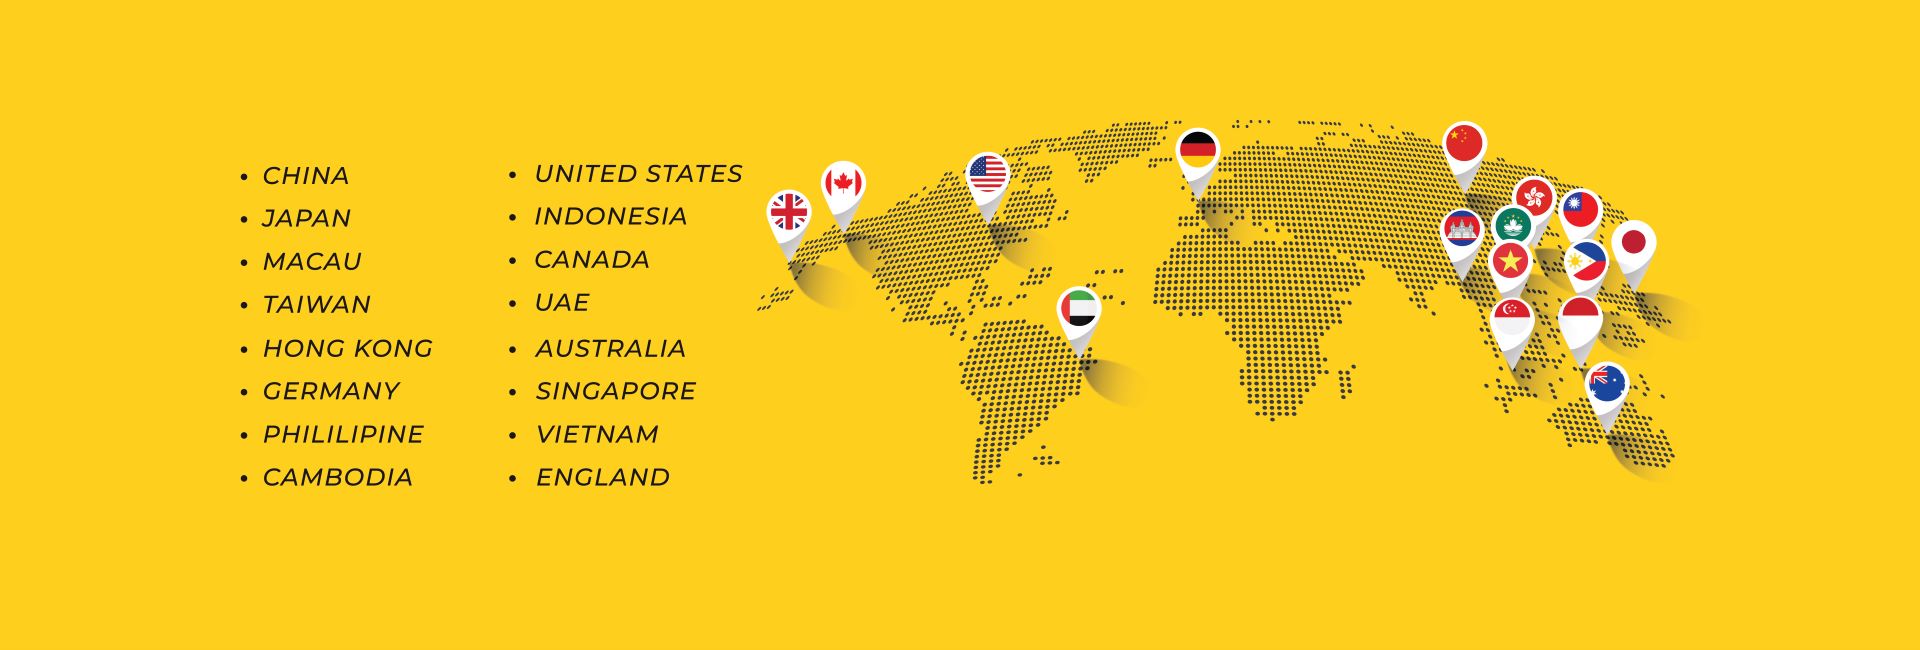 • CHINA
• JAPAN
• MACAU
• TAIWAN
• HONG KONG
• GERMANY
• PHILILIPINE
• CAMBODIA
• UNITED STATES
• INDONESIA
• CANADA
• UAE
• AUSTRALIA
• SINGAPORE
• VIETNAM
• ENGLAND